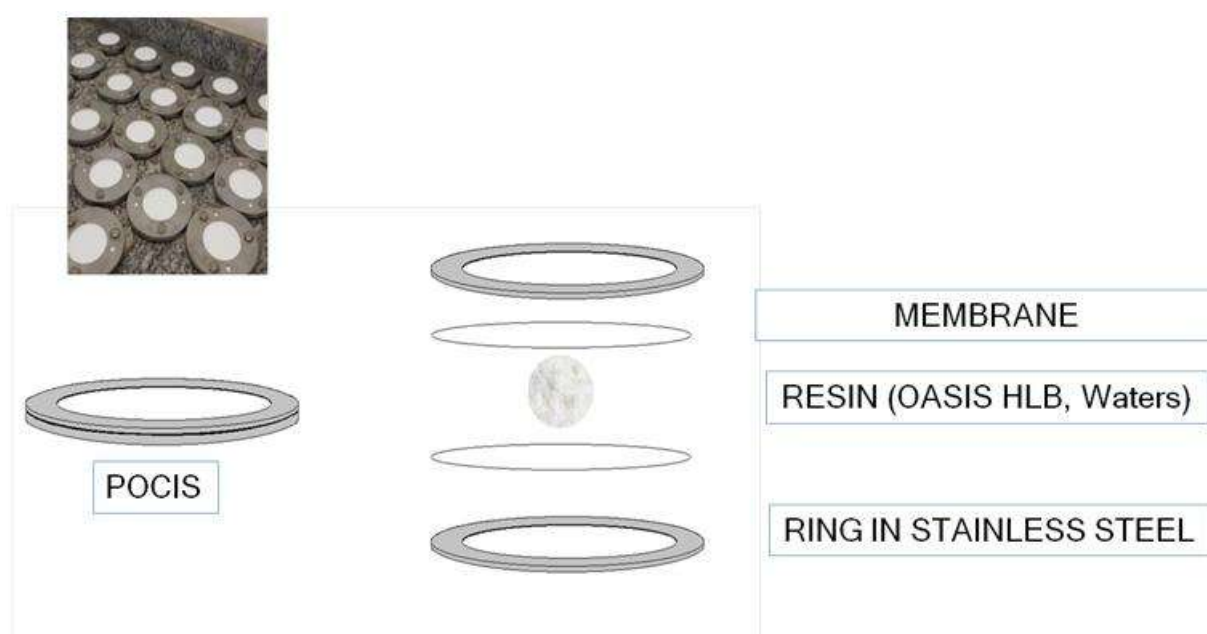 MEMBRANE
RESIN (OASIS HLB, Waters)
POCIS
RING IN STAINLESS STEEL